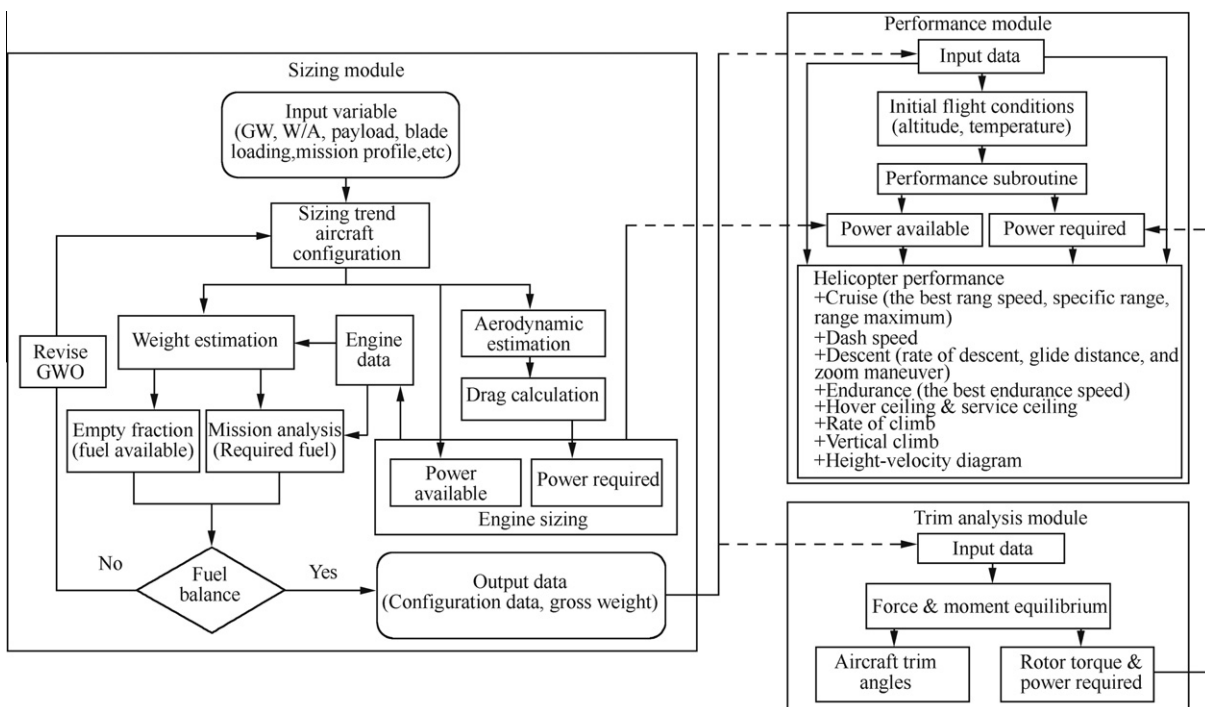 Sizing module
Input variable
(GW, W/A, payload, blade
loading,mission profile,etc)
Sizing trend
aircraft
configuration
Revise
GWO
Weight estimation
Engine
data
Aerodynamic
estimation
Drag calculation
Empty fraction
(fuel available)
Mission analysis
(Required fuel)
Power
available
Power required
Engine sizing
No
Fuel
balance
Yes
Output data
(Configuration data, gross weight)
Performance module
Input data
Initial flight conditions
(altitude, temperature)
Performance subroutine
Power available
Power required
Helicopter performance
+Cruise (the best rang speed, specific range,
range maximum)
+Dash speed
+Descent (rate of descent, glide distance, and
zoom maneuver)
+Endurance (the best endurance speed)
+Hover ceiling & service ceiling
+Rate of climb
+Vertical climb
+Height-velocity diagram
Trim analysis module
Input data
Force & moment equilibrium
Aircraft trim
angles
Rotor torque &
power required